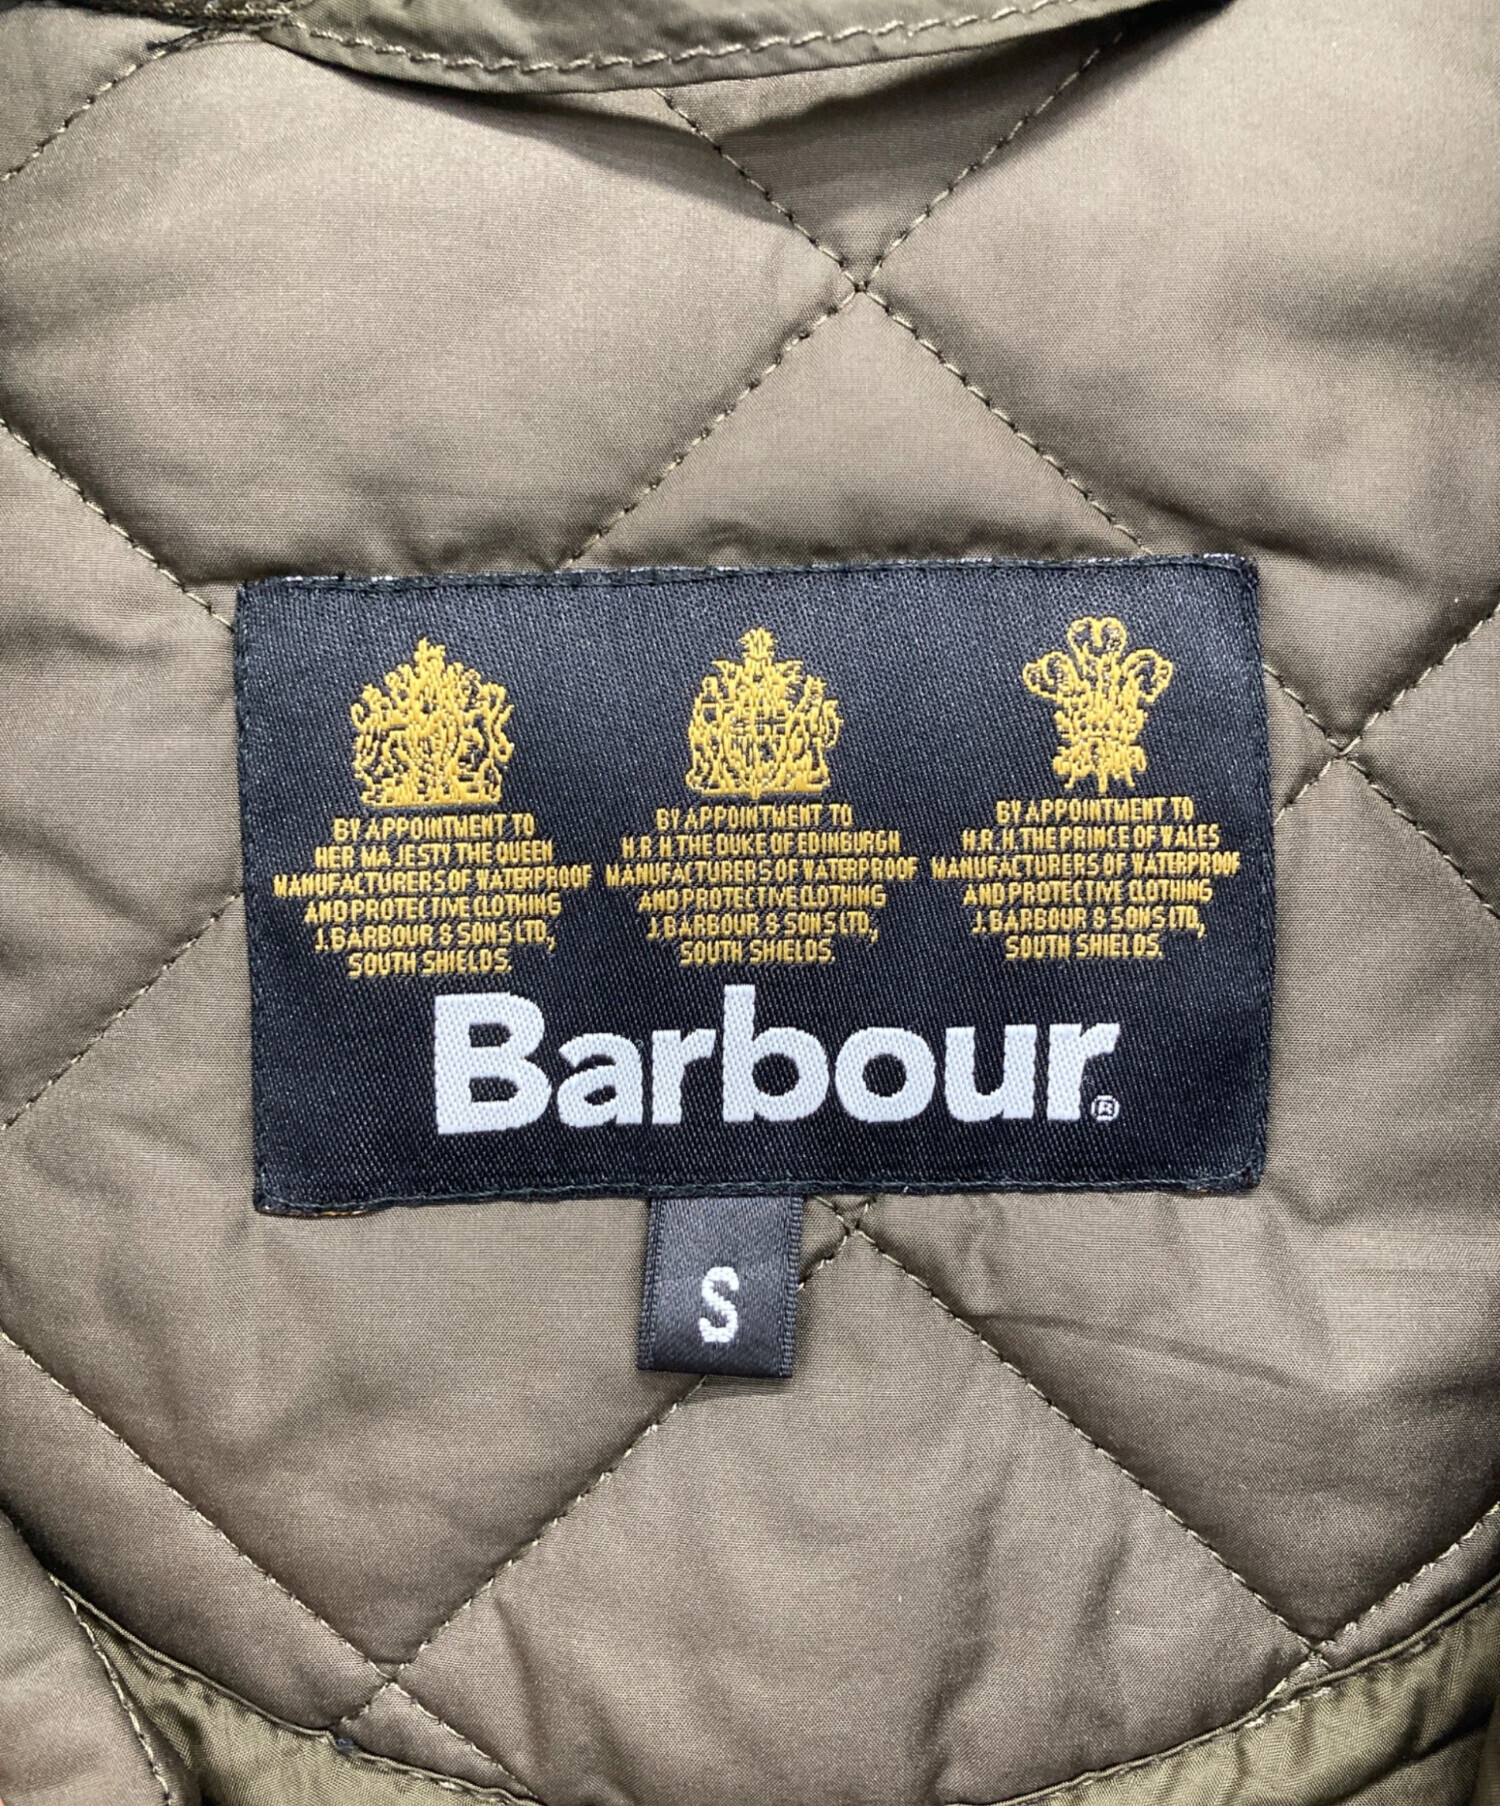 BY APPOINTMENT TO
HER MAJESTY THE QUEEN
MANUFACTURERS OF WATERPROOF
AND PROTECTIVE CLOTHING
J. BARBOUR & SONS LTD,
SOUTH SHIELDS.
BY APPOINTMENT TO
H.R.H. THE DUKE OF EDINBURGH
MANUFACTURERS OF WATERPROOF
AND PROTECTIVE CLOTHING
J. BARBOUR & SONS LTD,
SOUTH SHIELDS.
BY APPOINTMENT TO
H.R.H. THE PRINCE OF WALES
MANUFACTURERS OF WATERPROOF
AND PROTECTIVE CLOTHING
J. BARBOUR & SONS LTD,
SOUTH SHIELDS.
Barbour®
S